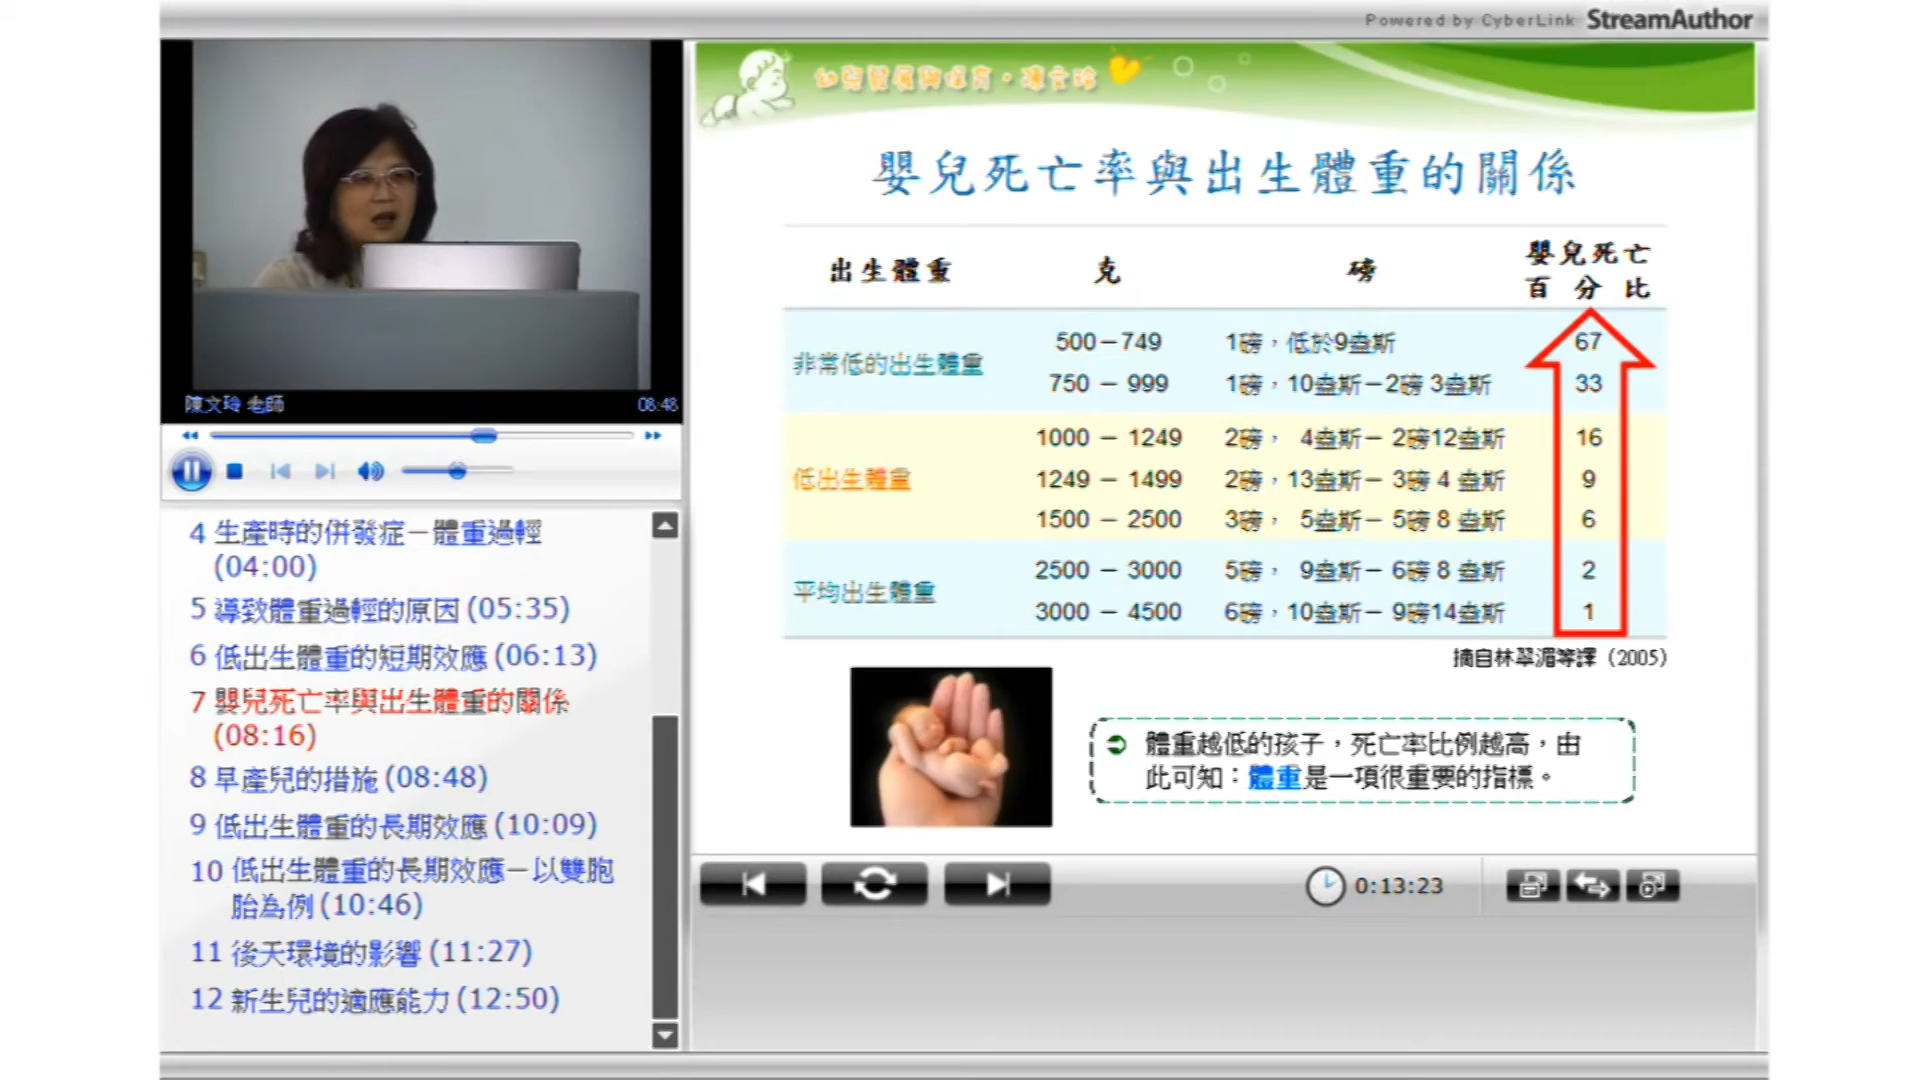 Powered by CyberLink StreamAuthor
幼兒發展與保育。陳文玲
陳文玲 老師
08:48
4 生產時的併發症－體重過輕
(04:00)
5 導致體重過輕的原因 (05:35)
6 低出生體重的短期效應 (06:13)
7 嬰兒死亡率與出生體重的關係
(08:16)
8 早產兒的措施 (08:48)
9 低出生體重的長期效應 (10:09)
10 低出生體重的長期效應－以雙胞
胎為例 (10:46)
11 後天環境的影響 (11:27)
12 新生兒的適應能力 (12:50)
嬰兒死亡率與出生體重的關係
出生體重 克 磅 嬰兒死亡
百分比
非常低的出生體重
500－749 1磅，低於9盎斯 67
750 － 999 1磅，10盎斯－2磅 3盎斯 33
低出生體重
1000 － 1249 2磅， 4盎斯－ 2磅12盎斯 16
1249 － 1499 2磅，13盎斯－ 3磅 4 盎斯 9
1500 － 2500 3磅， 5盎斯－ 5磅 8 盎斯 6
平均出生體重
2500 － 3000 5磅， 9盎斯－ 6磅 8 盎斯 2
3000 － 4500 6磅，10盎斯－ 9磅14盎斯 1
摘自林翠湄等譯（2005）
體重越低的孩子，死亡率比例越高，由
此可知：體重是一項很重要的指標。
0:13:23